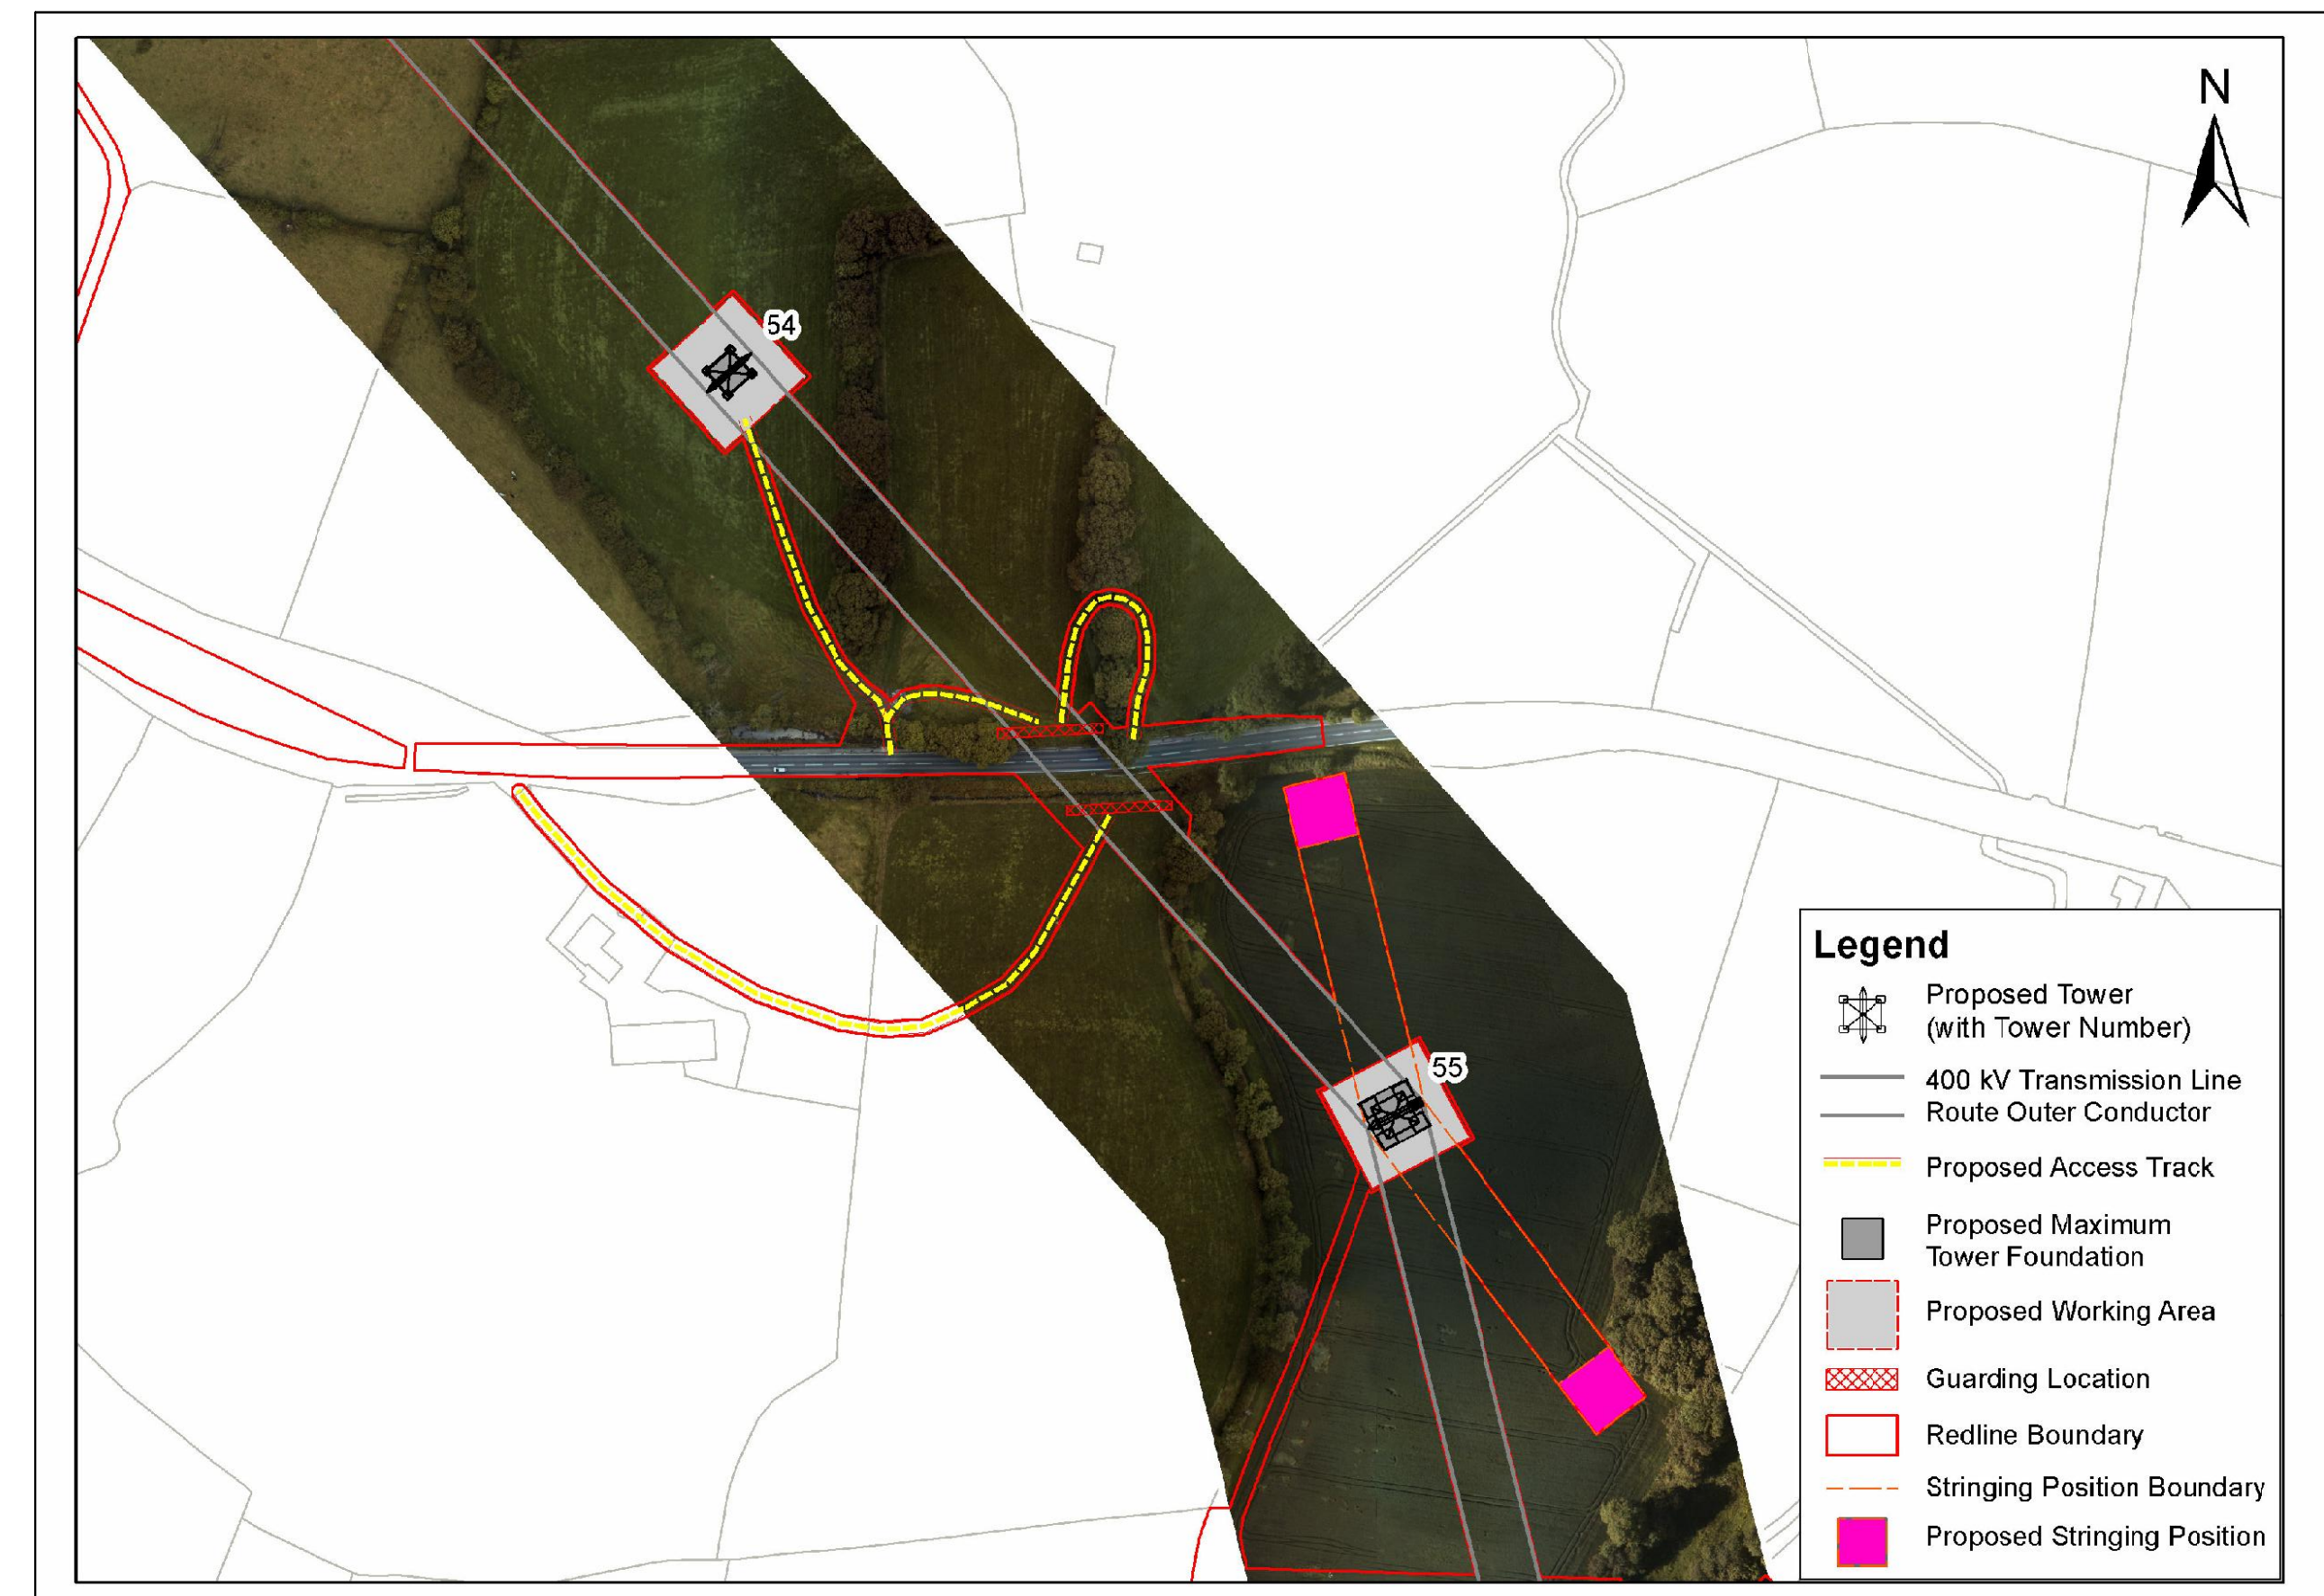 N
54
55
Legend
Proposed Tower
(with Tower Number)
400 kV Transmission Line
Route Outer Conductor
Proposed Access Track
Proposed Maximum
Tower Foundation
Proposed Working Area
Guarding Location
Redline Boundary
Stringing Position Boundary
Proposed Stringing Position